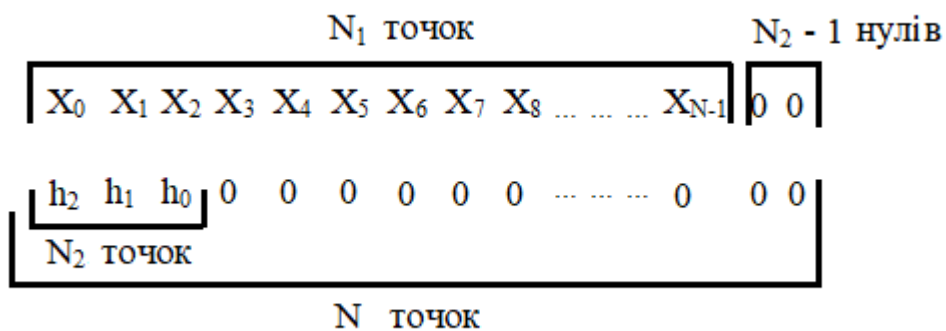 N₁ точок N₂ - 1 нулів
X₀ X₁ X₂ X₃ X₄ X₅ X₆ X₇ X₈ ... ... ... X_N-1 0 0
h₂ h₁ h₀ 0 0 0 0 0 0 ... ... ... 0 0 0
N₂ точок
N точок